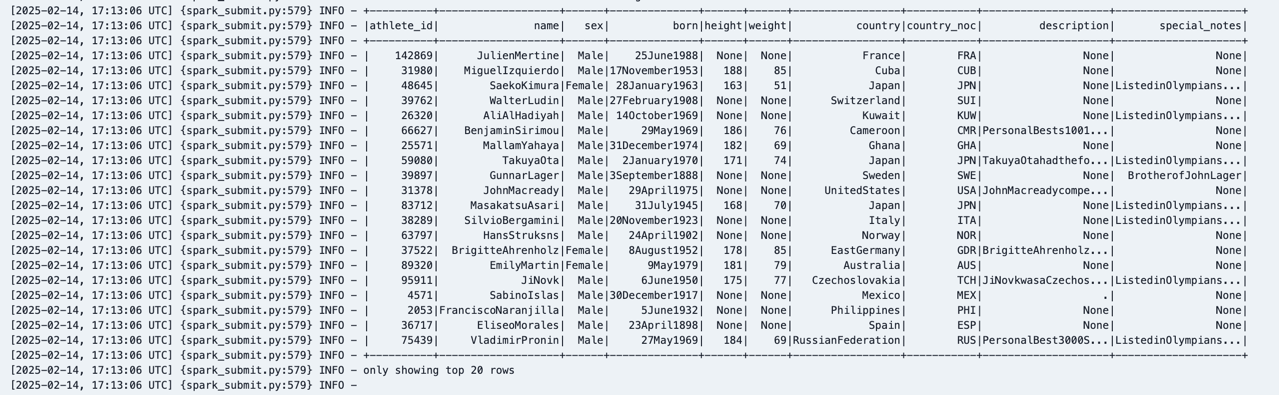 [2025-02-14, 17:13:06 UTC] {spark_submit.py:579} INFO - +----------+------------------+------+--------------+------+------+-----------------+-----------+------------------+--------------------+
[2025-02-14, 17:13:06 UTC] {spark_submit.py:579} INFO - |athlete_id|              name|   sex|          born|height|weight|          country|country_noc|       description|       special_notes|
[2025-02-14, 17:13:06 UTC] {spark_submit.py:579} INFO - +----------+------------------+------+--------------+------+------+-----------------+-----------+------------------+--------------------+
[2025-02-14, 17:13:06 UTC] {spark_submit.py:579} INFO - |    142869|     JulienMertine|  Male|    25June1988|  None|  None|           France|        FRA|              None|                None|
[2025-02-14, 17:13:06 UTC] {spark_submit.py:579} INFO - |     31980|   MiguelIzquierdo|  Male|17November1953|   188|    85|             Cuba|        CUB|              None|                None|
[2025-02-14, 17:13:06 UTC] {spark_submit.py:579} INFO - |     48645|       SaekoKimura|Female| 28January1963|   163|    51|            Japan|        JPN|              None|ListedinOlympians...|
[2025-02-14, 17:13:06 UTC] {spark_submit.py:579} INFO - |     39762|       WalterLudin|  Male|27February1908|  None|  None|      Switzerland|        SUI|              None|                None|
[2025-02-14, 17:13:06 UTC] {spark_submit.py:579} INFO - |     26320|      AliAlHadiyah|  Male| 14October1969|  None|  None|           Kuwait|        KUW|              None|ListedinOlympians...|
[2025-02-14, 17:13:06 UTC] {spark_submit.py:579} INFO - |     66627|   BenjaminSirimou|  Male|     29May1969|   186|    76|         Cameroon|        CMR|PersonalBests1001...|                None|
[2025-02-14, 17:13:06 UTC] {spark_submit.py:579} INFO - |     25571|      MallamYahaya|  Male|31December1974|   182|    69|            Ghana|        GHA|              None|                None|
[2025-02-14, 17:13:06 UTC] {spark_submit.py:579} INFO - |     59080|         TakuyaOta|  Male|  2January1970|   171|    74|            Japan|        JPN|TakuyaOtahadthefo...|ListedinOlympians...|
[2025-02-14, 17:13:06 UTC] {spark_submit.py:579} INFO - |     39897|       GunnarLager|  Male|3September1888|  None|  None|           Sweden|        SWE|              None|  BrotherofJohnLager|
[2025-02-14, 17:13:06 UTC] {spark_submit.py:579} INFO - |     31378|      JohnMacready|  Male|   29April1975|  None|  None|     UnitedStates|        USA|JohnMacreadycompe...|                None|
[2025-02-14, 17:13:06 UTC] {spark_submit.py:579} INFO - |     83712|     MasakatsuAsari|  Male|    31July1945|   168|    70|            Japan|        JPN|              None|ListedinOlympians...|
[2025-02-14, 17:13:06 UTC] {spark_submit.py:579} INFO - |     38289|   SilvioBergamini|  Male|20November1923|  None|  None|            Italy|        ITA|              None|ListedinOlympians...|
[2025-02-14, 17:13:06 UTC] {spark_submit.py:579} INFO - |     63797|      HansStruksns|  Male|   24April1902|  None|  None|           Norway|        NOR|              None|                None|
[2025-02-14, 17:13:06 UTC] {spark_submit.py:579} INFO - |     37522|  BrigitteAhrenholz|Female|   8August1952|   178|    85|      EastGermany|        GDR|BrigitteAhrenholz...|                None|
[2025-02-14, 17:13:06 UTC] {spark_submit.py:579} INFO - |     89320|       EmilyMartin|Female|      9May1979|   181|    79|        Australia|        AUS|              None|                None|
[2025-02-14, 17:13:06 UTC] {spark_submit.py:579} INFO - |     95911|            JiNovk|  Male|     6June1950|   175|    77|   Czechoslovakia|        TCH|JiNovkwasaCzechos...|ListedinOlympians...|
[2025-02-14, 17:13:06 UTC] {spark_submit.py:579} INFO - |      4571|      SabinoIslas|  Male|30December1917|  None|  None|           Mexico|        MEX|                 .|                None|
[2025-02-14, 17:13:06 UTC] {spark_submit.py:579} INFO - |      2053|FranciscoNaranjilla|  Male|     5June1932|  None|  None|      Philippines|        PHI|              None|                None|
[2025-02-14, 17:13:06 UTC] {spark_submit.py:579} INFO - |     36717|     EliseoMorales|  Male|   23April1898|  None|  None|            Spain|        ESP|              None|                None|
[2025-02-14, 17:13:06 UTC] {spark_submit.py:579} INFO - |     75439|    VladimirPronin|  Male|     27May1969|   184|    69|RussianFederation|        RUS|PersonalBest3000S...|ListedinOlympians...|
[2025-02-14, 17:13:06 UTC] {spark_submit.py:579} INFO - +----------+------------------+------+--------------+------+------+-----------------+-----------+------------------+--------------------+
[2025-02-14, 17:13:06 UTC] {spark_submit.py:579} INFO - only showing top 20 rows
[2025-02-14, 17:13:06 UTC] {spark_submit.py:579} INFO -